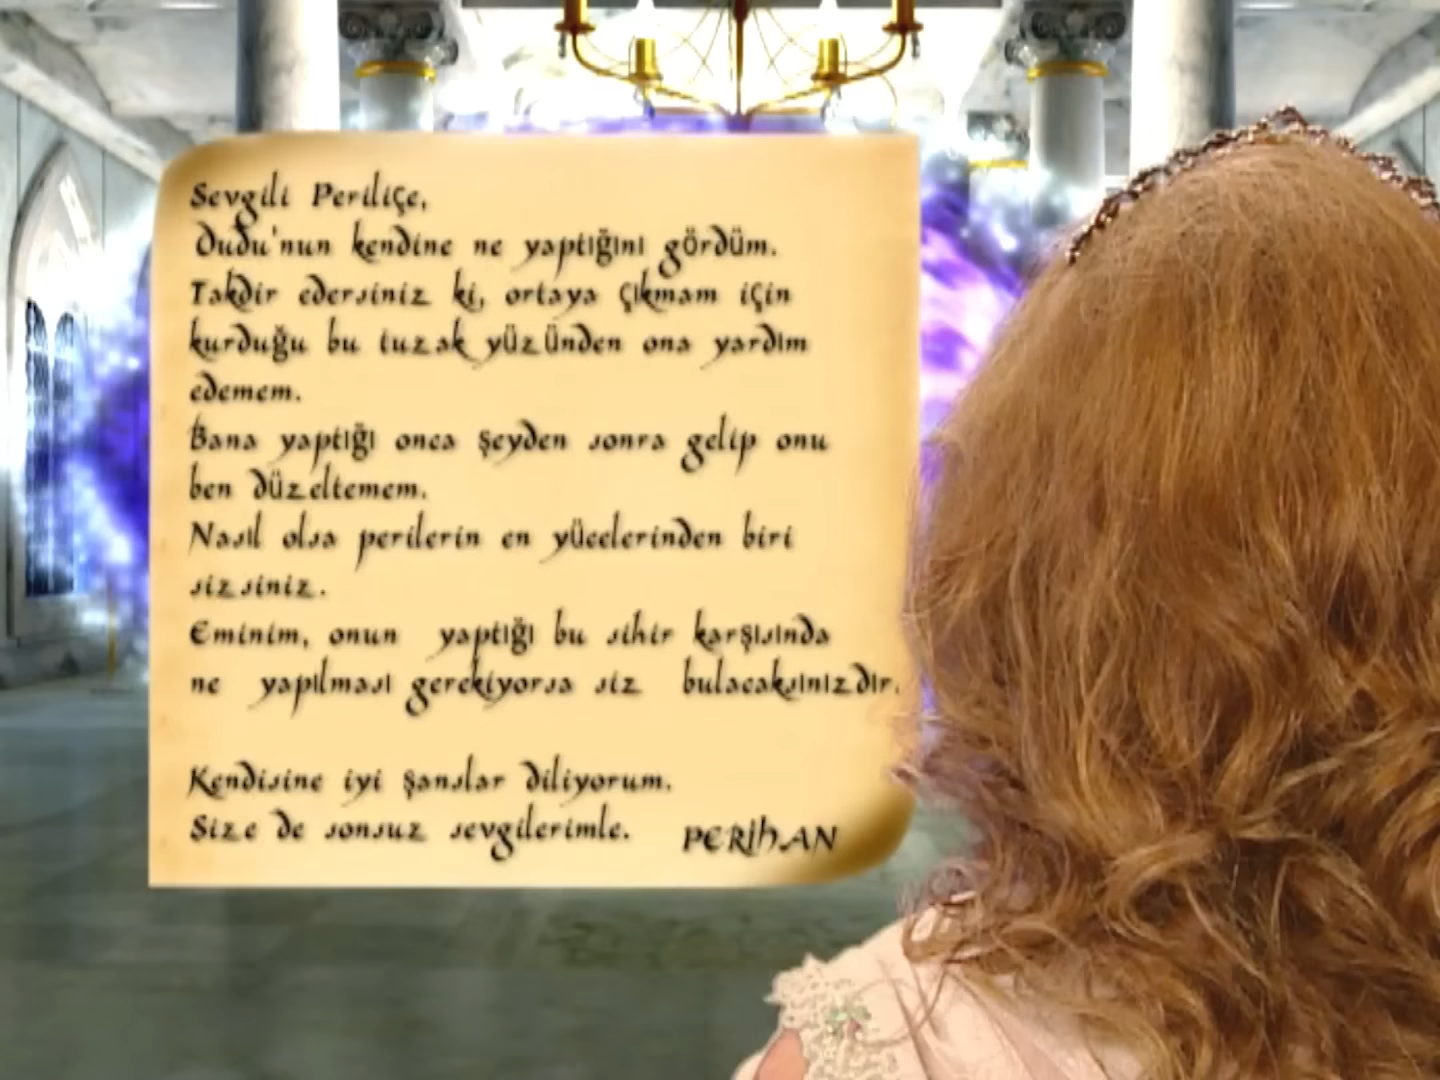 Sevgili Periliçe,
Dudu'nun kendine ne yaptığını gördüm.
Takdir edersiniz ki, ortaya çıkmam için
kurduğu bu tuzak yüzünden ona yardım
edemem.
Bana yaptığı onca şeyden sonra gelip onu
ben düzeltemem.
Nasıl olsa perilerin en yücelerinden biri
sizsiniz.
Eminim, onun yaptığı bu sihir karşısında
ne yapılması gerekiyorsa siz bulacaksınızdır.
Kendisine iyi şanslar diliyorum.
Size de sonsuz sevgilerimle. PERİHAN